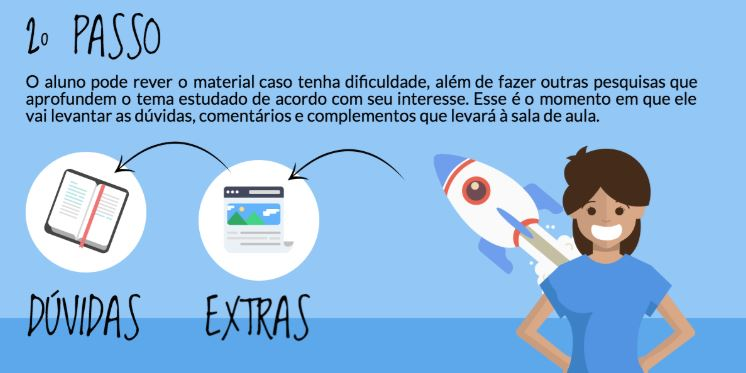 2º PASSO
O aluno pode rever o material caso tenha dificuldade, além de fazer outras pesquisas que
aprofundem o tema estudado de acordo com seu interesse. Esse é o momento em que ele
vai levantar as dúvidas, comentários e complementos que levará à sala de aula.
DÚVIDAS
EXTRAS